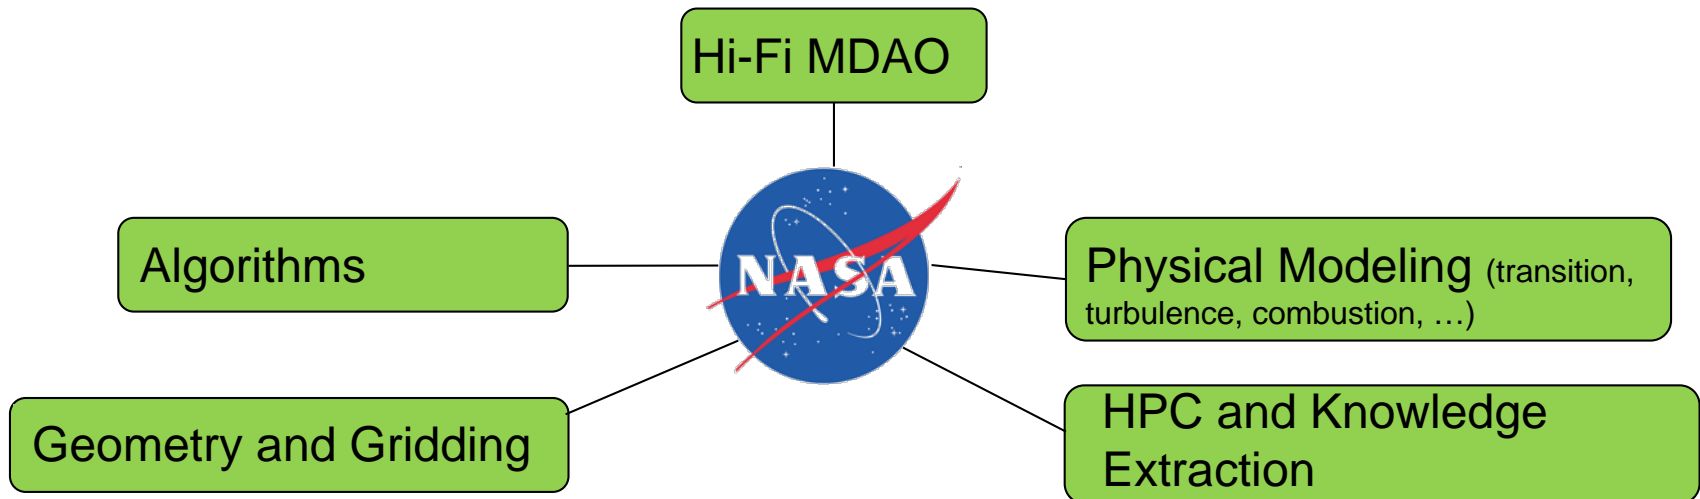 Hi-Fi MDAO
Algorithms
NASA
Physical Modeling (transition,
turbulence, combustion, …)
Geometry and Gridding
HPC and Knowledge
Extraction